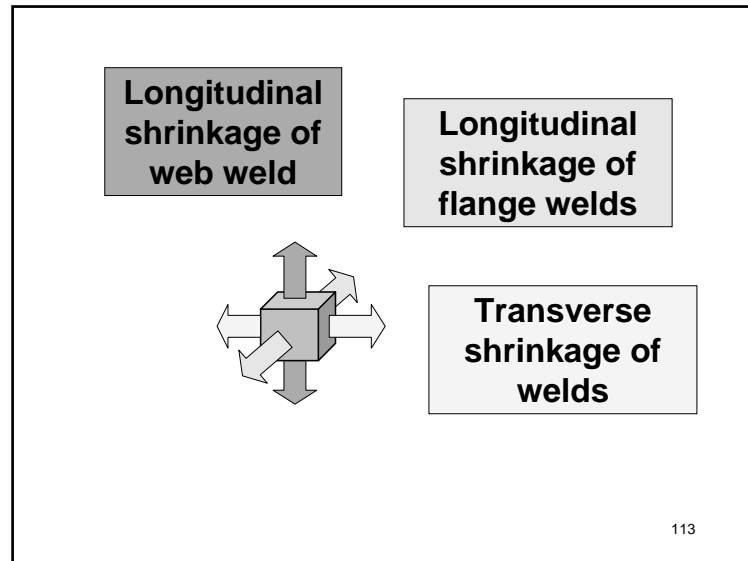 Longitudinal
shrinkage of
web weld
Longitudinal
shrinkage of
flange welds
Transverse
shrinkage of
welds
113